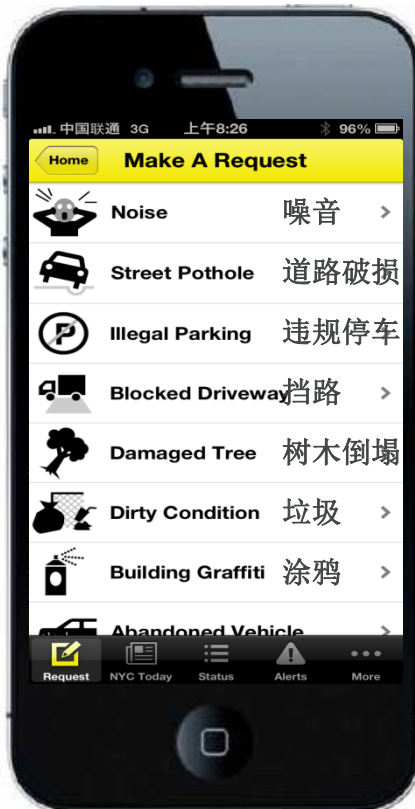 中国联通 3G 上午8:26 96%
Home Make A Request
Noise 噪音
Street Pothole 道路破损
Illegal Parking 违规停车
Blocked Driveway 挡路
Damaged Tree 树木倒塌
Dirty Condition 垃圾
Building Graffiti 涂鸦
Abandoned Vehicle
Request NYC Today Status Alerts More